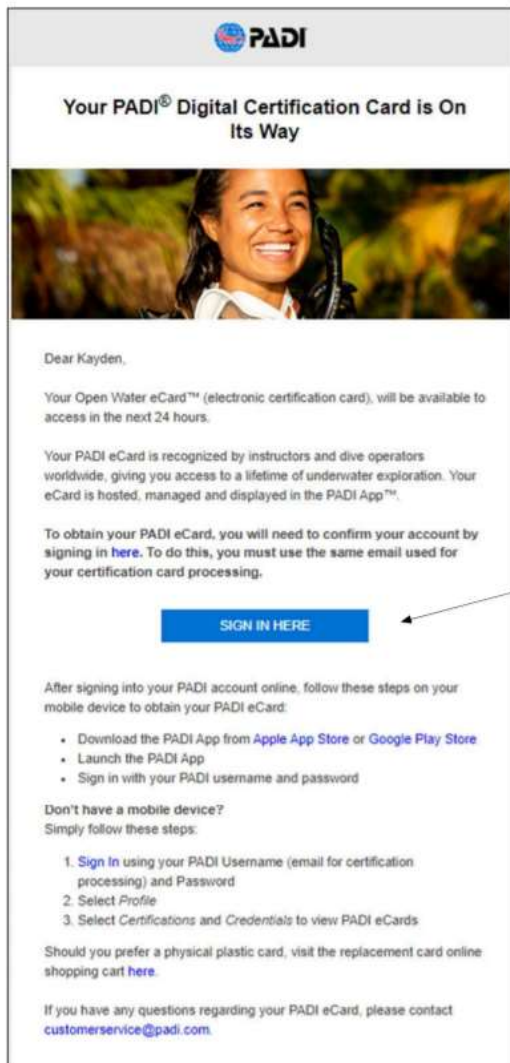 PADI
Your PADI® Digital Certification Card is On
Its Way
Dear Kayden,
Your Open Water eCard™ (electronic certification card), will be available to
access in the next 24 hours.
Your PADI eCard is recognized by instructors and dive operators
worldwide, giving you access to a lifetime of underwater exploration. Your
eCard is hosted, managed and displayed in the PADI App™.
To obtain your PADI eCard, you will need to confirm your account by
signing in here. To do this, you must use the same email used for
your certification card processing.
SIGN IN HERE
After signing into your PADI account online, follow these steps on your
mobile device to obtain your PADI eCard:
• Download the PADI App from Apple App Store or Google Play Store
• Launch the PADI App
• Sign in with your PADI username and password
Don't have a mobile device?
Simply follow these steps:
1. Sign In using your PADI Username (email for certification
processing) and Password
2. Select Profile
3. Select Certifications and Credentials to view PADI eCards
Should you prefer a physical plastic card, visit the replacement card online
shopping cart here.
If you have any questions regarding your PADI eCard, please contact
customerservice@padi.com.